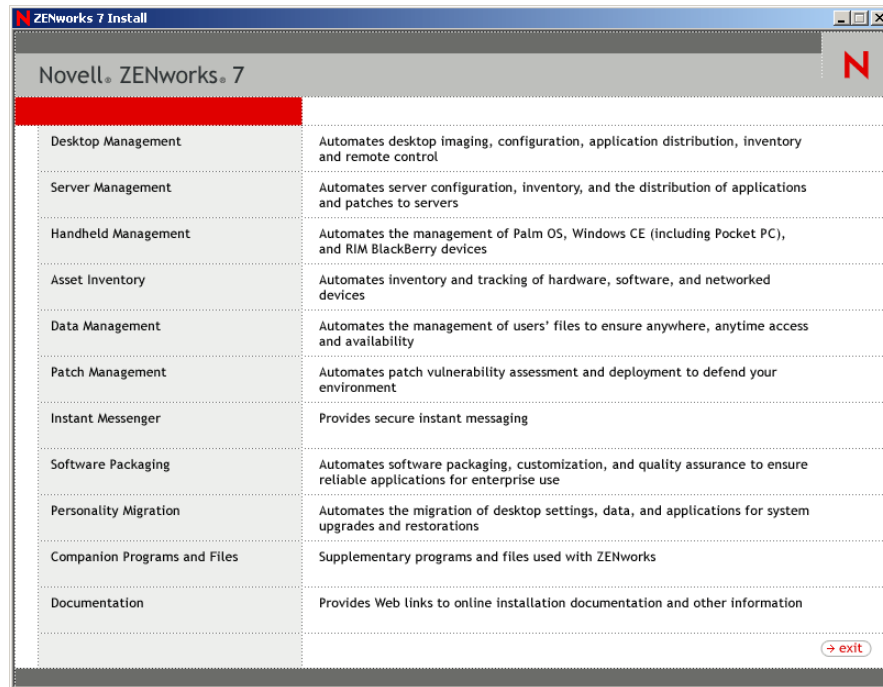 ZENworks 7 Install
Novell® ZENworks® 7
N
Desktop Management
Automates desktop imaging, configuration, application distribution, inventory
and remote control
Server Management
Automates server configuration, inventory, and the distribution of applications
and patches to servers
Handheld Management
Automates the management of Palm OS, Windows CE (including Pocket PC),
and RIM BlackBerry devices
Asset Inventory
Automates inventory and tracking of hardware, software, and networked
devices
Data Management
Automates the management of users’ files to ensure anywhere, anytime access
and availability
Patch Management
Automates patch vulnerability assessment and deployment to defend your
environment
Instant Messenger
Provides secure instant messaging
Software Packaging
Automates software packaging, customization, and quality assurance to ensure
reliable applications for enterprise use
Personality Migration
Automates the migration of desktop settings, data, and applications for system
upgrades and restorations
Companion Programs and Files
Supplementary programs and files used with ZENworks
Documentation
Provides Web links to online installation documentation and other information
→ exit